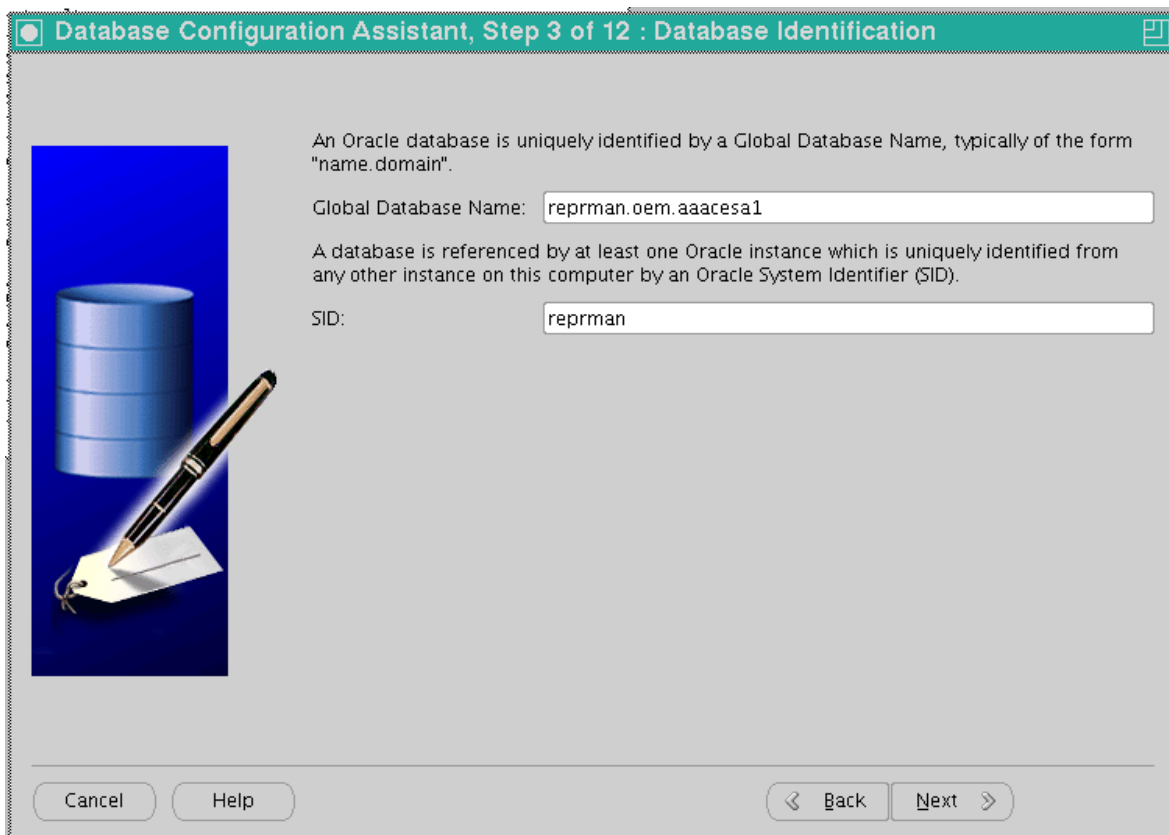 Database Configuration Assistant, Step 3 of 12 : Database Identification
An Oracle database is uniquely identified by a Global Database Name, typically of the form
"name.domain".
Global Database Name: reprman.oem.aaacesa1
A database is referenced by at least one Oracle instance which is uniquely identified from
any other instance on this computer by an Oracle System Identifier (SID).
SID: reprman
Cancel Help Back Next